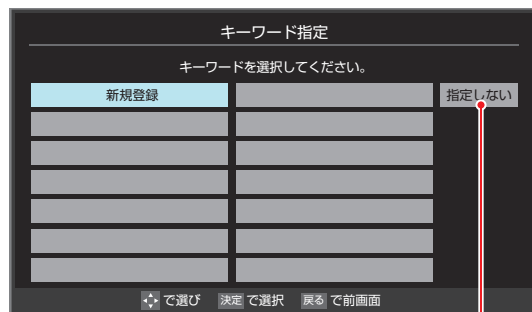 キーワード指定
キーワードを選択してください。
新規登録 指定しない
で選び 決定 で選択 戻る で前画面